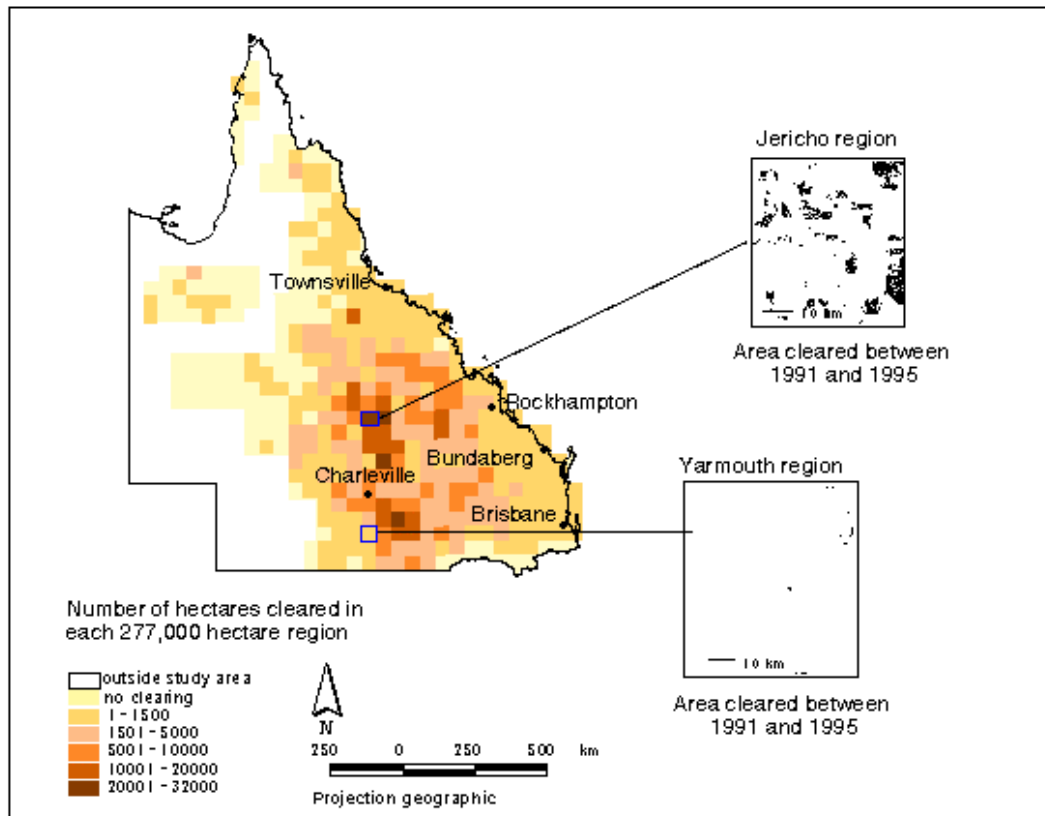 Jericho region
10 km
Area cleared between
1991 and 1995
Townsville
Rockhampton
Bundaberg
Charleville
Brisbane
Yarmouth region
10 km
Area cleared between
1991 and 1995
Number of hectares cleared in
each 277,000 hectare region
outside study area
no clearing
1-1500
1501-5000
5001-10000
10001-20000
20001-32000
N
250 0 250 500 km
Projection geographic